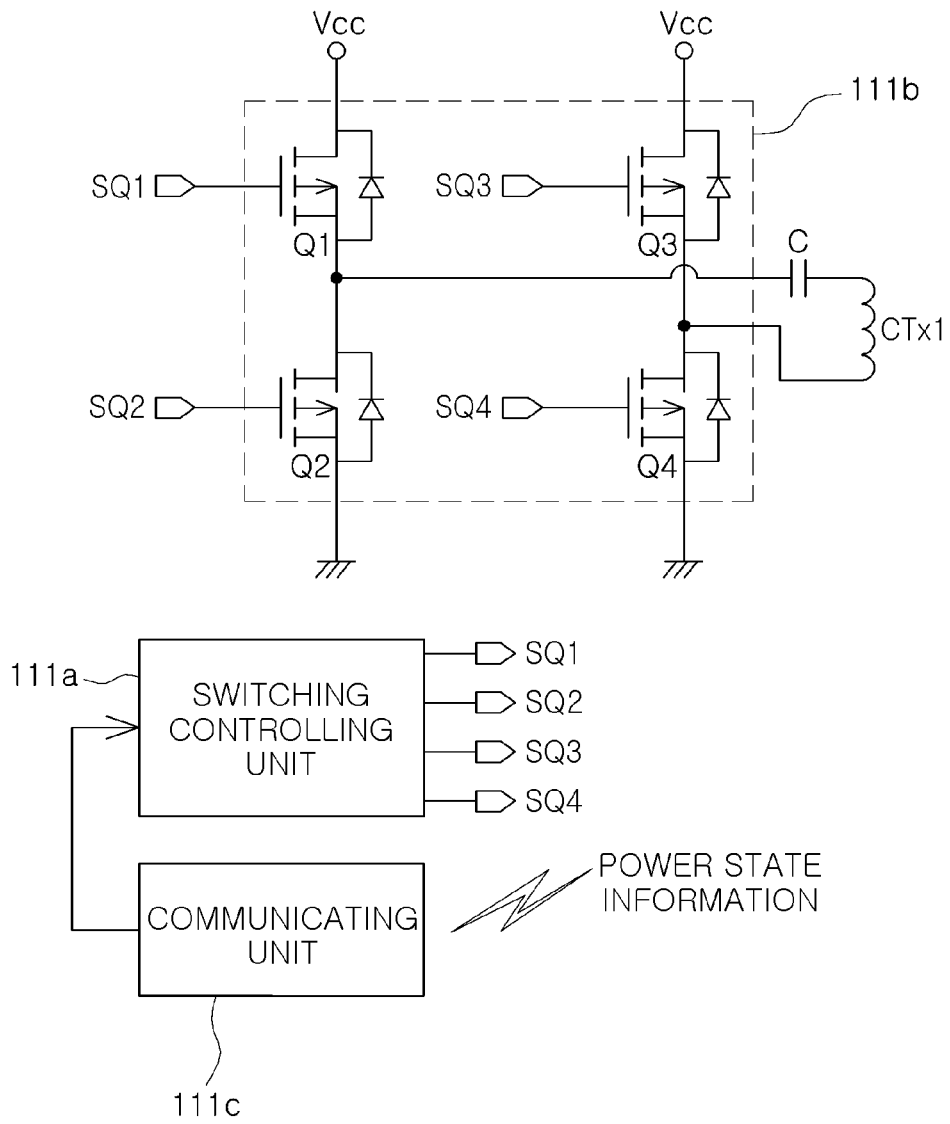 Vcc
Vcc
111b
SQ1
SQ3
Q1
Q3
C
CTx1
SQ2
SQ4
Q2
Q4
111a
SWITCHING
CONTROLLING
UNIT
SQ1
SQ2
SQ3
SQ4
COMMUNICATING
UNIT
POWER STATE
INFORMATION
111c